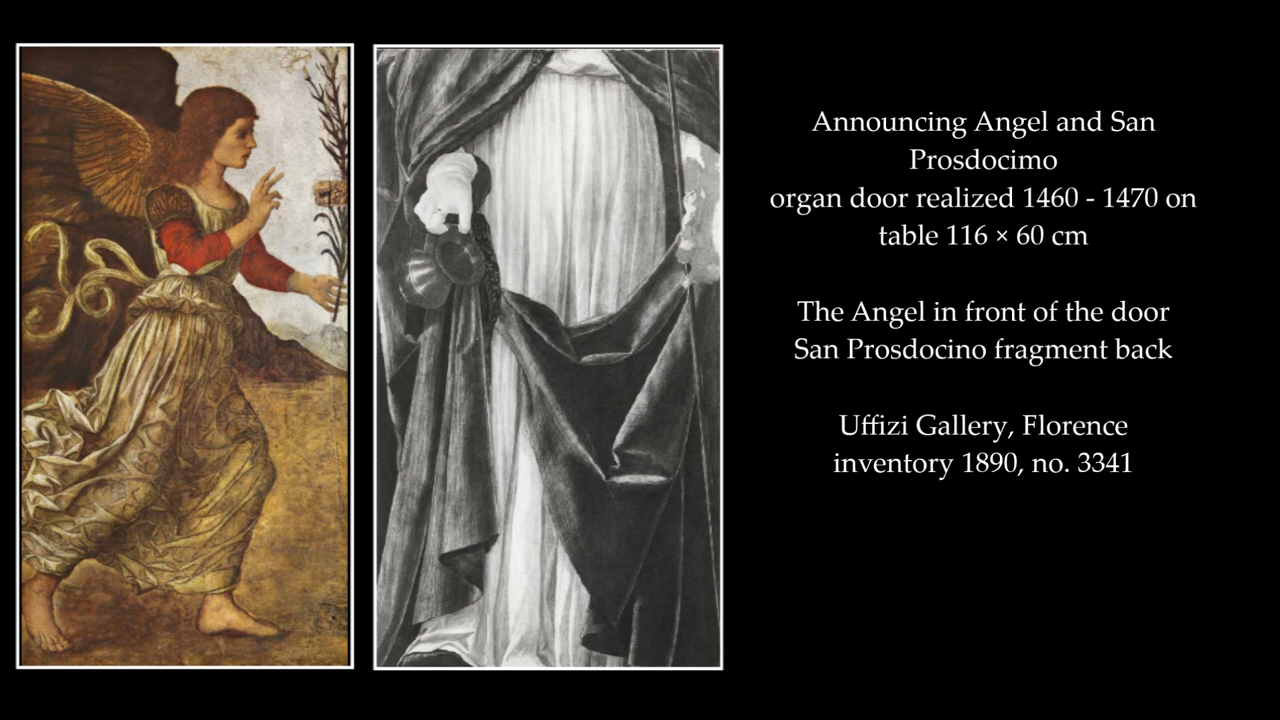 Announcing Angel and San
Prosdocimo
organ door realized 1460 - 1470 on
table 116 × 60 cm
The Angel in front of the door
San Prosdocino fragment back
Uffizi Gallery, Florence
inventory 1890, no. 3341